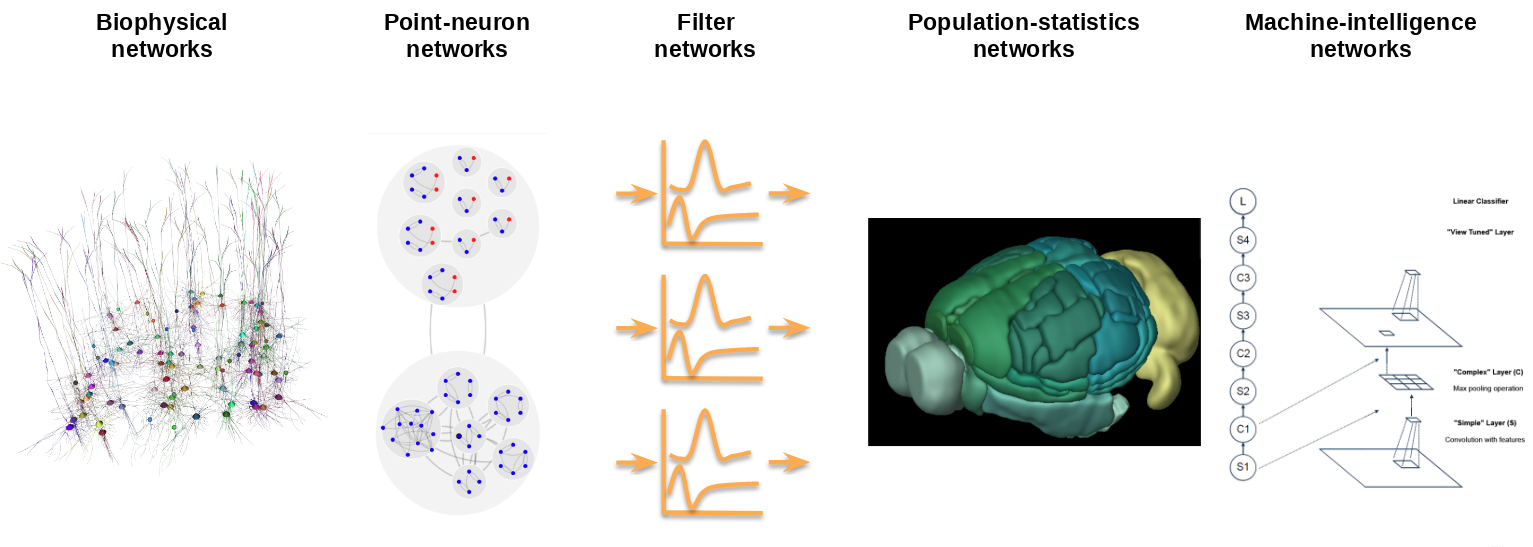 Biophysical
networks
Point-neuron
networks
Filter
networks
Population-statistics
networks
Machine-intelligence
networks
L
S4
C3
S3
C2
S2
C1
S1
Linear Classifier
"View Tuned" Layer
"Complex" Layer (C)
Max pooling operation
"Simple" Layer (S)
Convolution with features